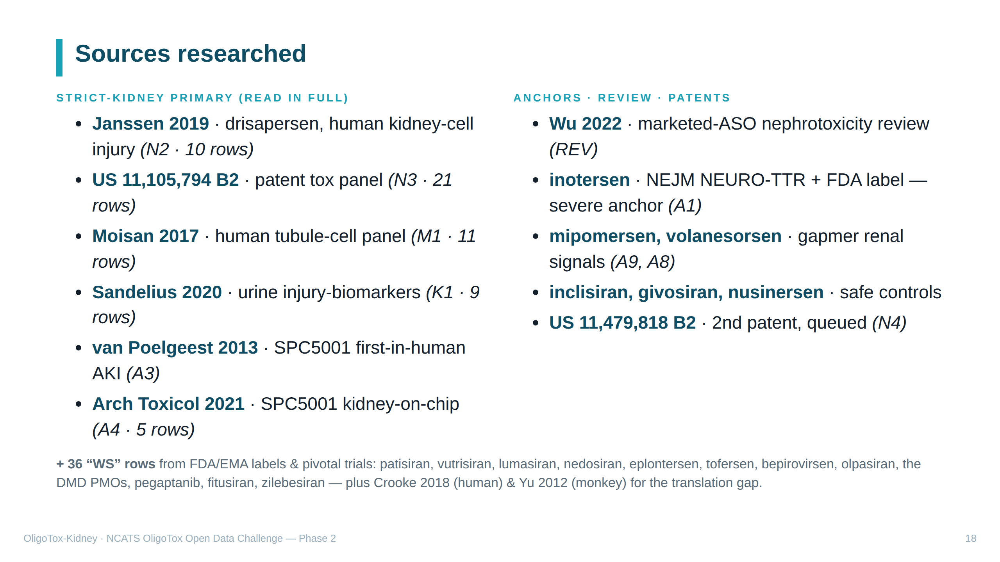 Sources researched
STRICT-KIDNEY PRIMARY (READ IN FULL)
• Janssen 2019 · drisapersen, human kidney-cell
injury (N2 · 10 rows)
• US 11,105,794 B2 · patent tox panel (N3 · 21
rows)
• Moisan 2017 · human tubule-cell panel (M1 · 11
rows)
• Sandelius 2020 · urine injury-biomarkers (K1 · 9
rows)
• van Poelgeest 2013 · SPC5001 first-in-human
AKI (A3)
• Arch Toxicol 2021 · SPC5001 kidney-on-chip
(A4 · 5 rows)
ANCHORS · REVIEW · PATENTS
• Wu 2022 · marketed-ASO nephrotoxicity review
(REV)
• inotersen · NEJM NEURO-TTR + FDA label —
severe anchor (A1)
• mipomersen, volanesorsen · gapmer renal
signals (A9, A8)
• inclisiran, givosiran, nusinersen · safe controls
• US 11,479,818 B2 · 2nd patent, queued (N4)
+ 36 “WS” rows from FDA/EMA labels & pivotal trials: patisiran, vutrisiran, lumasiran, nedosiran, eplontersen, tofersen, bepirovirsen, olpasiran, the
DMD PMOs, pegaptanib, fitusiran, zilebesiran — plus Crooke 2018 (human) & Yu 2012 (monkey) for the translation gap.
OligoTox-Kidney · NCATS OligoTox Open Data Challenge — Phase 2
18